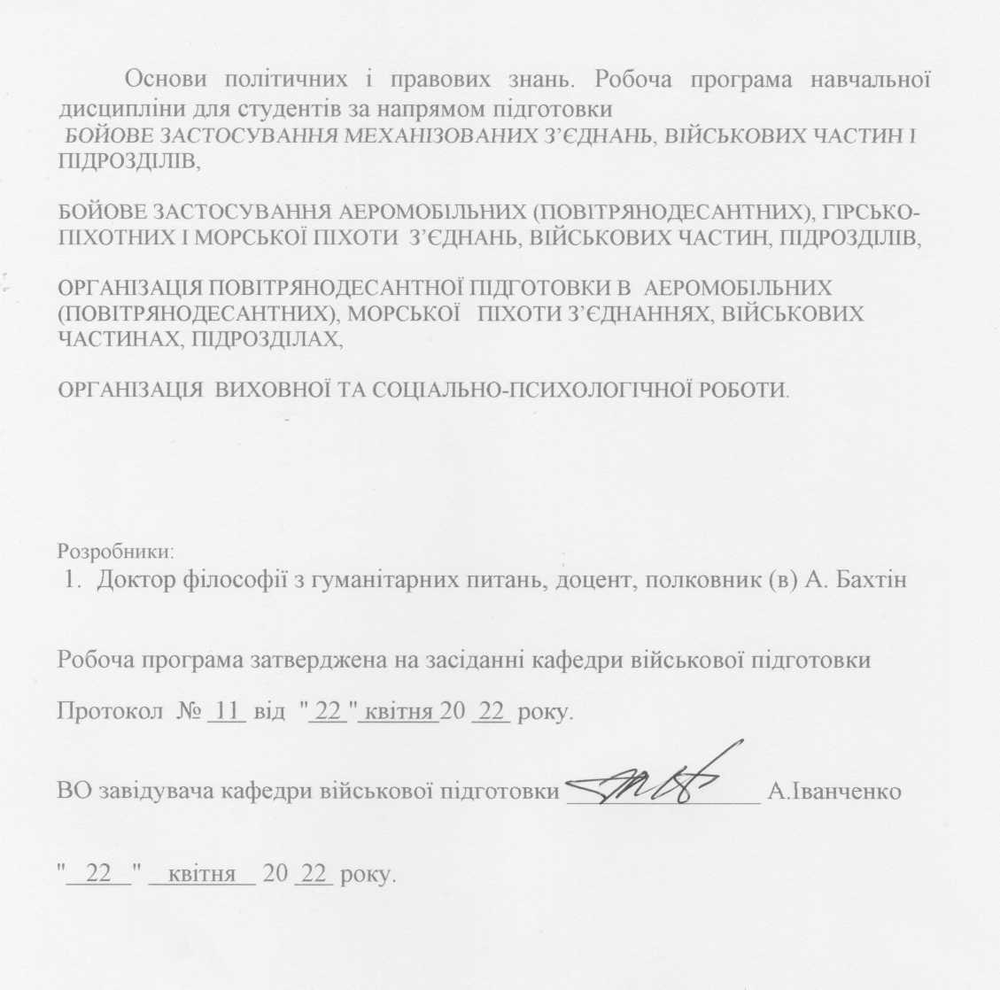 Основи політичних і правових знань. Робоча програма навчальної
дисципліни для студентів за напрямом підготовки
БОЙОВЕ ЗАСТОСУВАННЯ МЕХАНІЗОВАНИХ З’ЄДНАНЬ, ВІЙСЬКОВИХ ЧАСТИН І
ПІДРОЗДІЛІВ,
БОЙОВЕ ЗАСТОСУВАННЯ АЕРОМОБІЛЬНИХ (ПОВІТРЯНОДЕСАНТНИХ), ГІРСЬКО-
ПІХОТНИХ І МОРСЬКОЇ ПІХОТИ З’ЄДНАНЬ, ВІЙСЬКОВИХ ЧАСТИН, ПІДРОЗДІЛІВ,
ОРГАНІЗАЦІЯ ПОВІТРЯНОДЕСАНТНОЇ ПІДГОТОВКИ В АЕРОМОБІЛЬНИХ
(ПОВІТРЯНОДЕСАНТНИХ), МОРСЬКОЇ ПІХОТИ З’ЄДНАННЯХ, ВІЙСЬКОВИХ
ЧАСТИНАХ, ПІДРОЗДІЛАХ,
ОРГАНІЗАЦІЯ ВИХОВНОЇ ТА СОЦІАЛЬНО-ПСИХОЛОГІЧНОЇ РОБОТИ.
Розробники:
1. Доктор філософії з гуманітарних питань, доцент, полковник (в) А. Бахтін
Робоча програма затверджена на засіданні кафедри військової підготовки
Протокол № 11 від "22" квітня 20 22 року.
ВО завідувача кафедри військової підготовки А.Іванченко
"22" квітня 20 22 року.